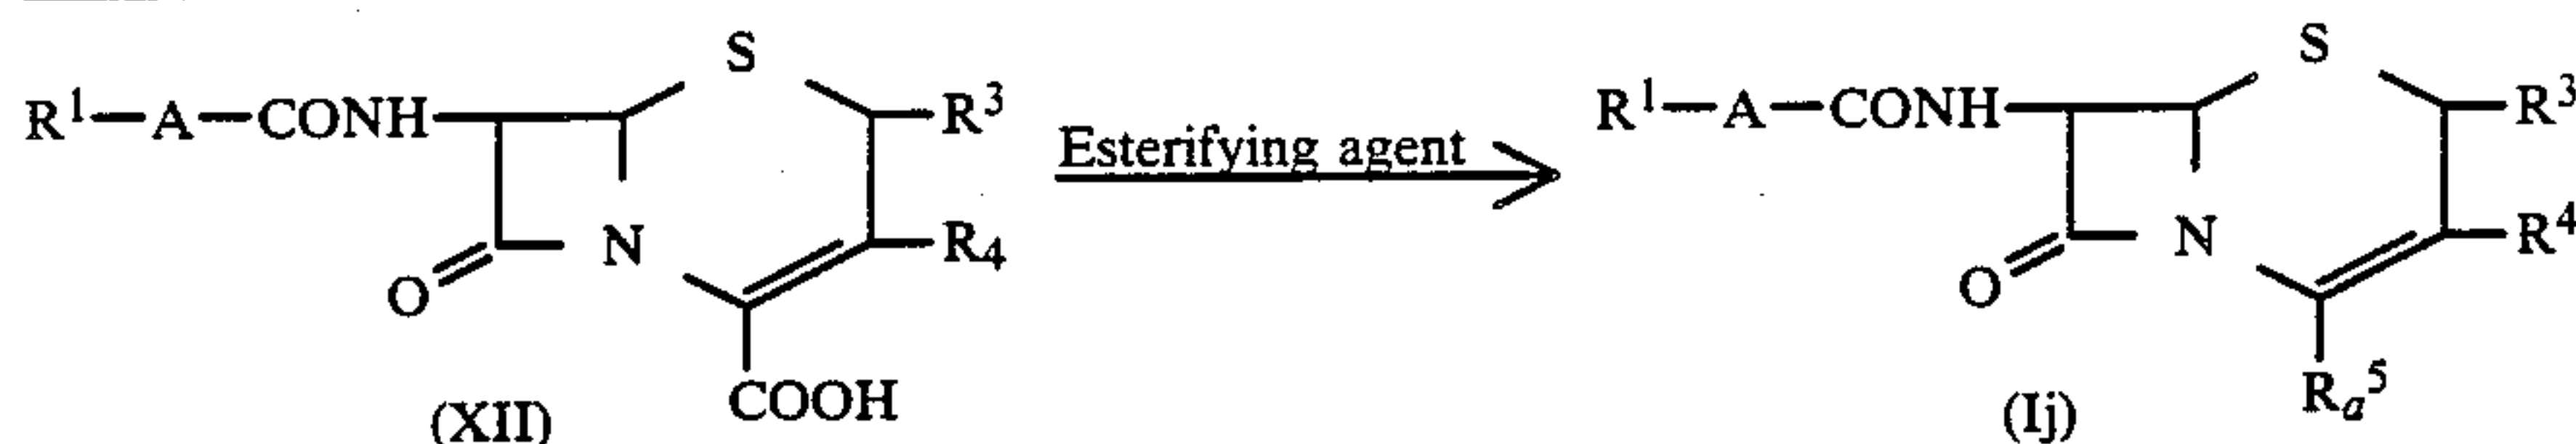 S S
R¹—A—CONH R³ Esterifying agent R¹—A—CONH R³
O N R₄ O N R⁴
COOH Rₐ⁵
(XII) (Ij)